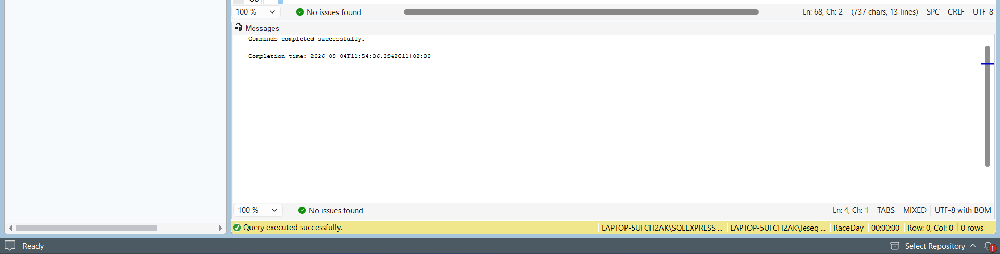 100 %
No issues found
Ln: 68, Ch: 2
(737 chars, 13 lines)
SPC
CRLF
UTF-8
Messages
Commands completed successfully.
Completion time: 2026-09-04T11:54:06.3942011+02:00
100 %
No issues found
Ln: 4, Ch: 1
TABS
MIXED
UTF-8 with BOM
Query executed successfully.
LAPTOP-5UFCH2AK\SQLEXPRESS ...
LAPTOP-5UFCH2AK\leseg ...
RaceDay
00:00:00
Row: 0, Col: 0
0 rows
Ready
Select Repository
1